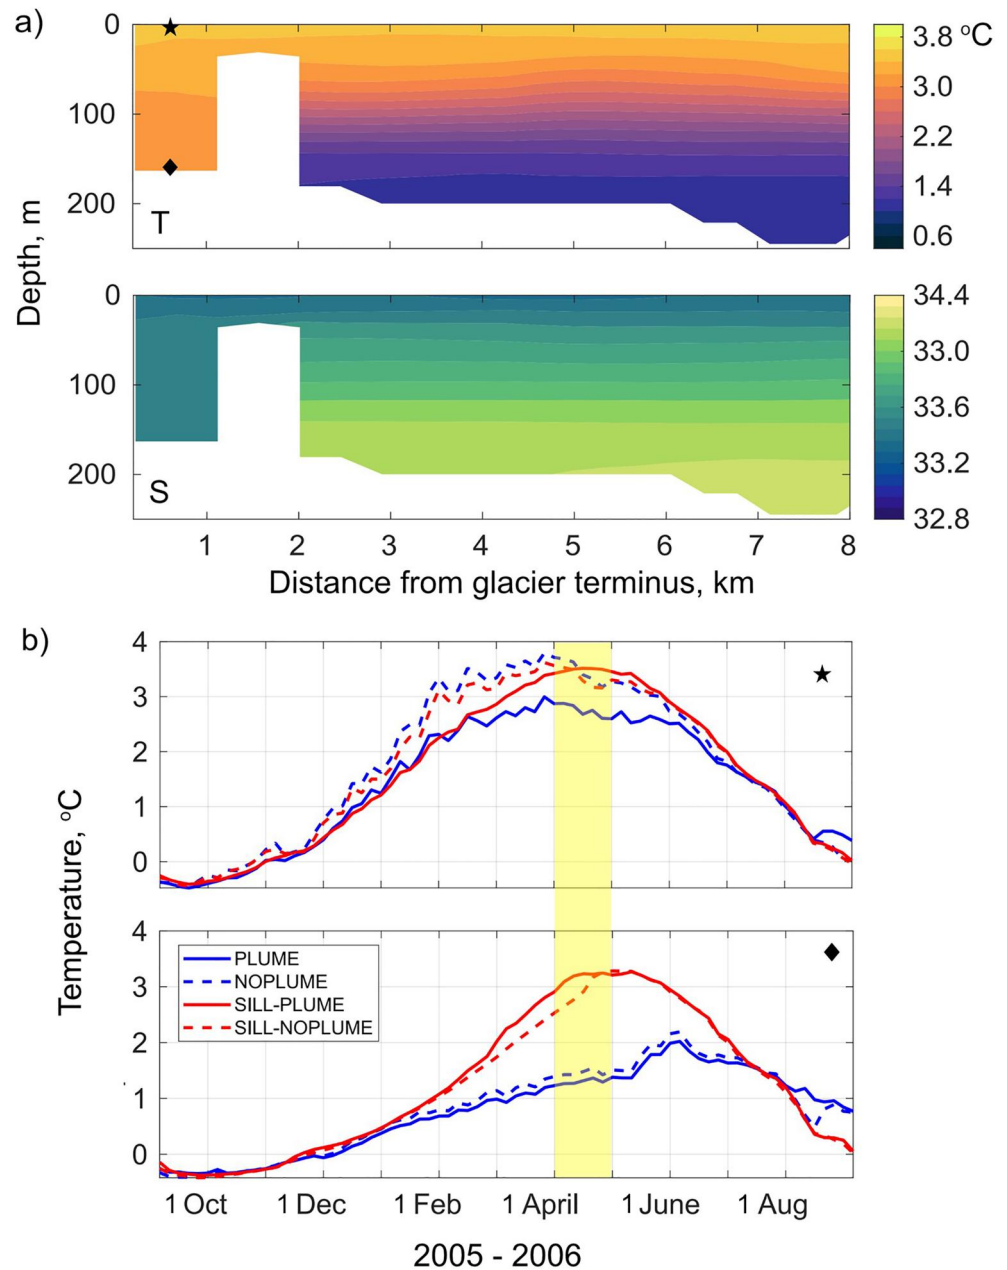 a)
0
100
200
Depth, m
T
3.8 °C
3.0
2.2
1.4
0.6
0
100
200
S
34.4
33.0
33.6
33.2
32.8
1 2 3 4 5 6 7 8
Distance from glacier terminus, km
b)
4
3
2
1
0
Temperature, °C
4
3
2
1
0
PLUME
NOPLUME
SILL-PLUME
SILL-NOPLUME
1 Oct 1 Dec 1 Feb 1 April 1 June 1 Aug
2005 - 2006